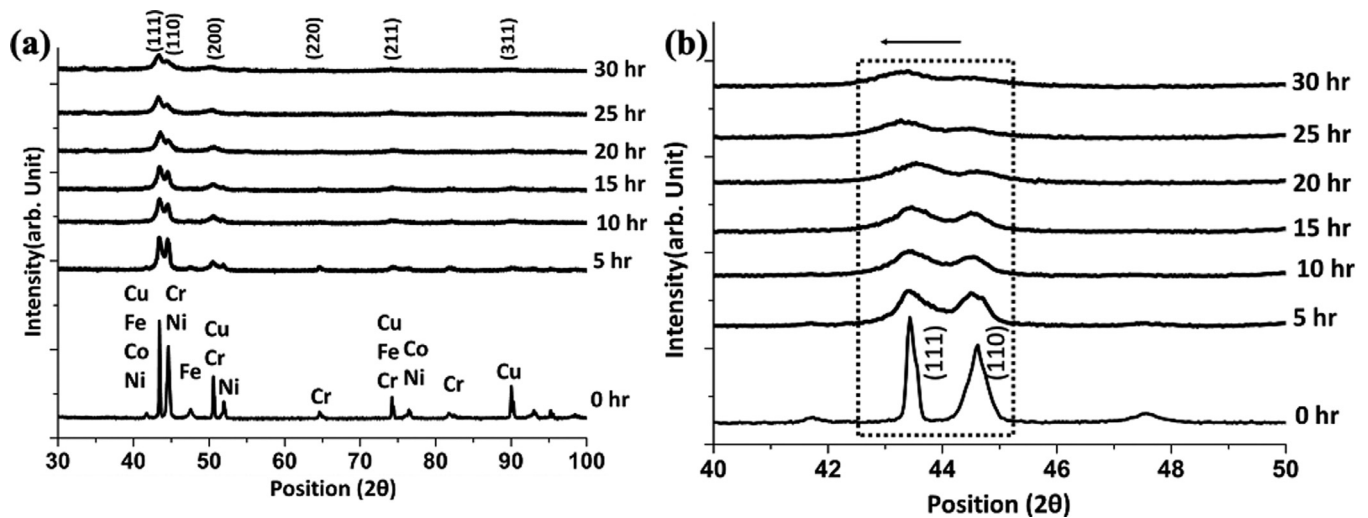 (a)
(111)
(110)
(200)
(220)
(211)
(311)
30 hr
25 hr
20 hr
15 hr
10 hr
5 hr
0 hr
Cu
Fe
Co
Ni
Cr
Ni
Fe
Cu
Cr
Ni
Cr
Cu
Fe
Cr
Co
Ni
Cr
Cu
Intensity(arb. Unit)
30 40 50 60 70 80 90 100
Position (2θ)
(b)
30 hr
25 hr
20 hr
15 hr
10 hr
5 hr
0 hr
(111)
(110)
Intensity(arb. Unit)
40 42 44 46 48 50
Position (2θ)